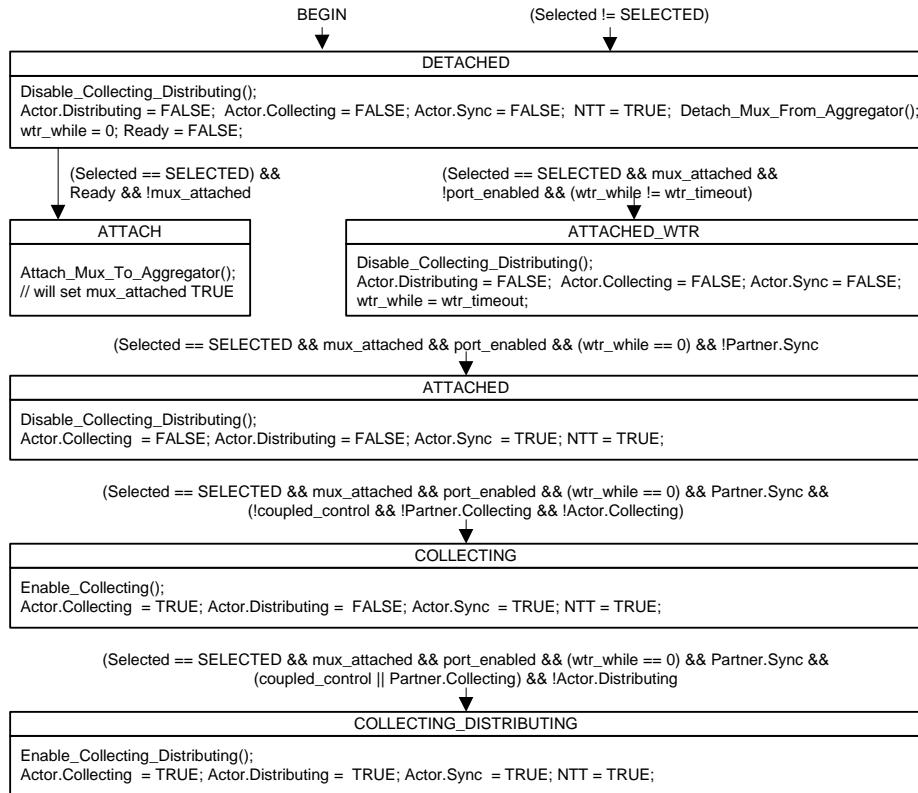 BEGIN
(Selected != SELECTED)
DETACHED
Disable_Collecting_Distributing();
Actor.Distributing = FALSE;  Actor.Collecting = FALSE; Actor.Sync = FALSE;  NTT = TRUE;  Detach_Mux_From_Aggregator();
wtr_while = 0; Ready = FALSE;
(Selected == SELECTED) &&
Ready && !mux_attached
(Selected == SELECTED && mux_attached &&
!port_enabled && (wtr_while != wtr_timeout)
ATTACH
Attach_Mux_To_Aggregator();
// will set mux_attached TRUE
ATTACHED_WTR
Disable_Collecting_Distributing();
Actor.Distributing = FALSE;  Actor.Collecting = FALSE; Actor.Sync = FALSE;
wtr_while = wtr_timeout;
(Selected == SELECTED && mux_attached && port_enabled && (wtr_while == 0) && !Partner.Sync
ATTACHED
Disable_Collecting_Distributing();
Actor.Collecting  = FALSE; Actor.Distributing = FALSE; Actor.Sync  = TRUE; NTT = TRUE;
(Selected == SELECTED && mux_attached && port_enabled && (wtr_while == 0) && Partner.Sync &&
(!coupled_control && !Partner.Collecting && !Actor.Collecting)
COLLECTING
Enable_Collecting();
Actor.Collecting  = TRUE; Actor.Distributing =  FALSE; Actor.Sync  = TRUE; NTT = TRUE;
(Selected == SELECTED && mux_attached && port_enabled && (wtr_while == 0) && Partner.Sync &&
(coupled_control || Partner.Collecting) && !Actor.Distributing
COLLECTING_DISTRIBUTING
Enable_Collecting_Distributing();
Actor.Collecting  = TRUE; Actor.Distributing =  TRUE; Actor.Sync  = TRUE; NTT = TRUE;